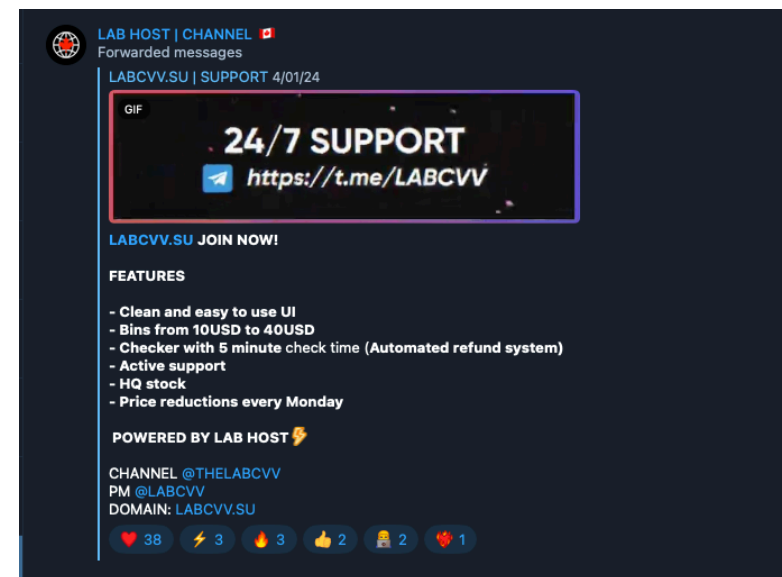 LAB HOST | CHANNEL 🇨🇦
Forwarded messages
LABCVV.SU | SUPPORT 4/01/24
GIF
24/7 SUPPORT
https://t.me/LABCVV
LABCVV.SU JOIN NOW!
FEATURES
- Clean and easy to use UI
- Bins from 10USD to 40USD
- Checker with 5 minute check time (Automated refund system)
- Active support
- HQ stock
- Price reductions every Monday
POWERED BY LAB HOST⚡
CHANNEL @THELABCVV
PM @LABCVV
DOMAIN: LABCVV.SU
❤️ 38 ⚡ 3 🔥 3 👍 2 👨‍💻 2 ❤️‍🔥 1